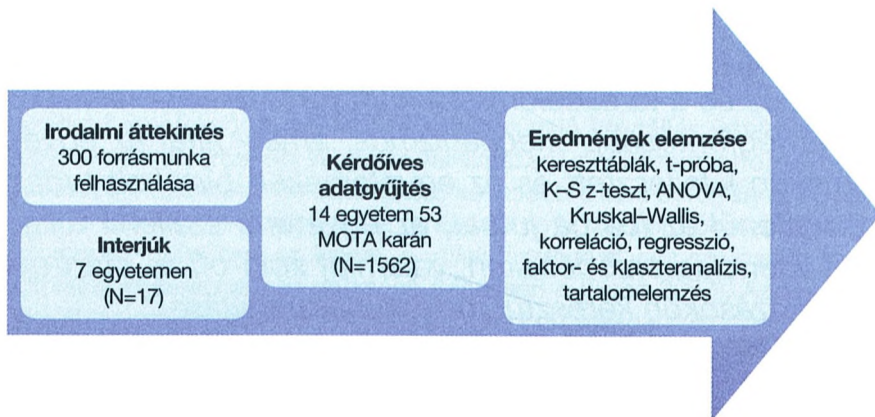 Irodalmi áttekintés
300 forrásmunka
felhasználása
Interjúk
7 egyetemen
(N=17)
Kérdőíves
adatgyűjtés
14 egyetem 53
MOTA karán
(N=1562)
Eredmények elemzése
kereszttáblák, t-próba,
K–S z-teszt, ANOVA,
Kruskal–Wallis,
korreláció, regresszió,
faktor- és klaszteranalízis,
tartalomelemzés